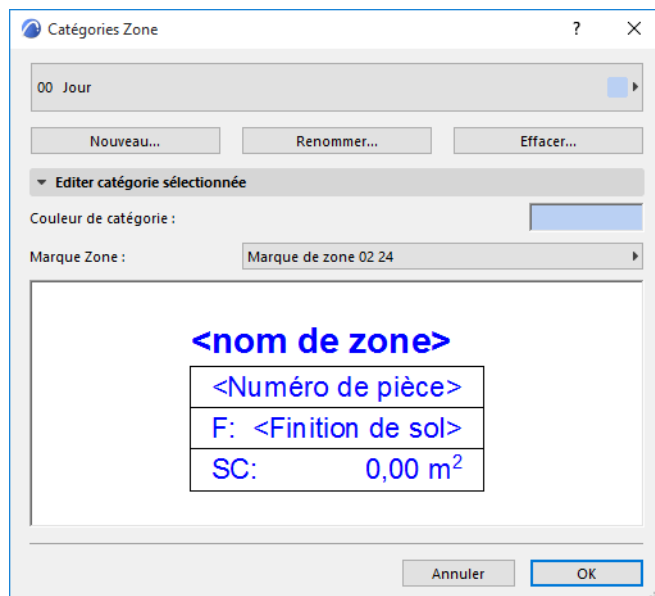 Catégories Zone
00 Jour
Nouveau...
Renommer...
Effacer...
Editer catégorie sélectionnée
Couleur de catégorie :
Marque Zone :
Marque de zone 02 24
<nom de zone>
<Numéro de pièce>
F: <Finition de sol>
SC: 0,00 m²
Annuler
OK